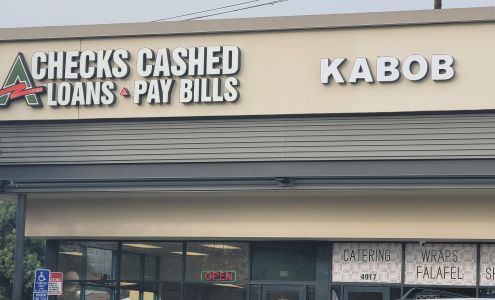 CHECKS CASHED
LOANS PAY BILLS
KABOB
OPEN
CATERING
4917
WRAPS
FALAFEL